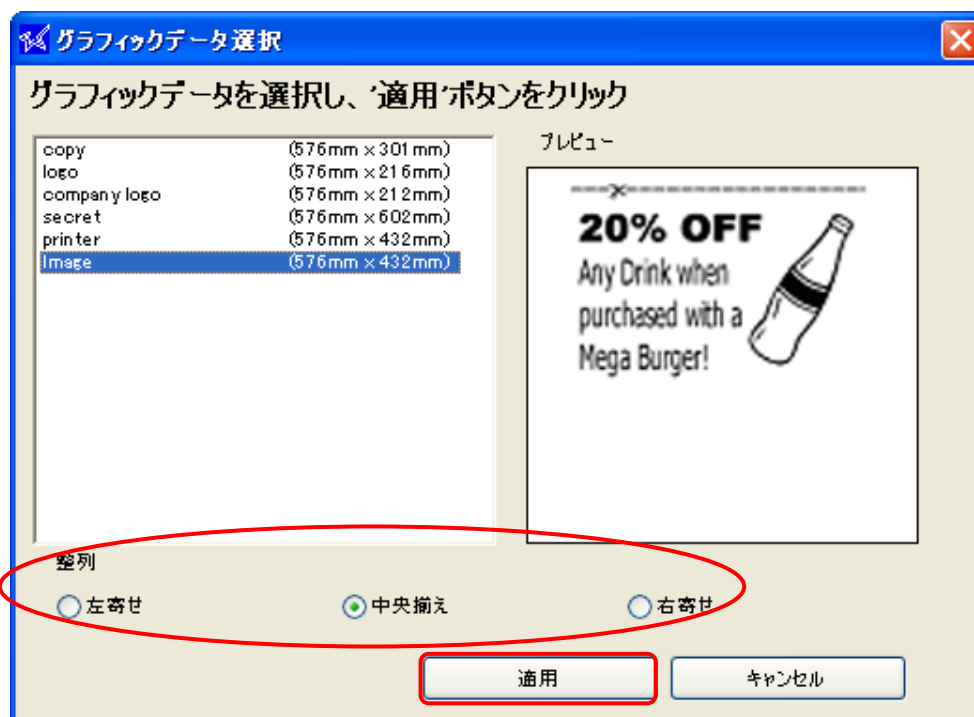 グラフィックデータ選択
グラフィックデータを選択し、'適用'ボタンをクリック
copy (576mm×301mm)
logo (576mm×216mm)
company logo (576mm×212mm)
secret (576mm×602mm)
printer (576mm×432mm)
Image (576mm×432mm)
プレビュー
20% OFF
Any Drink when
purchased with a
Mega Burger!
整列
左寄せ 中央揃え 右寄せ
適用 キャンセル